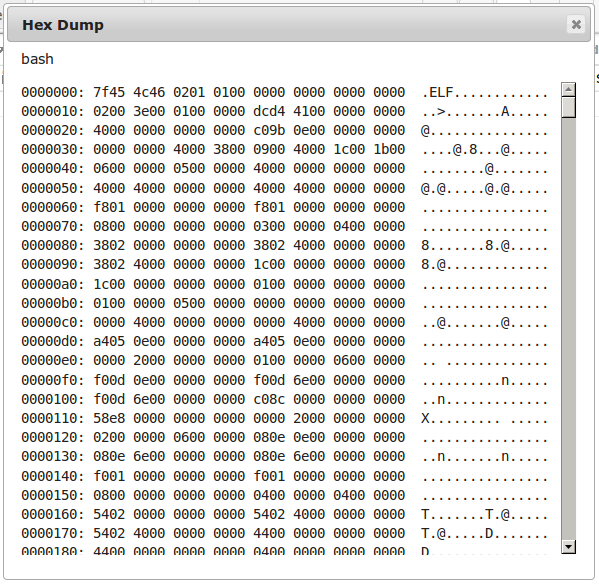 Hex Dump
bash
0000000: 7f45 4c46 0201 0100 0000 0000 0000 0000  .ELF............
0000010: 0200 3e00 0100 0000 dcd4 4100 0000 0000  ..>.......A.....
0000020: 4000 0000 0000 0000 c09b 0e00 0000 0000  @...............
0000030: 0000 0000 4000 3800 0900 4000 1c00 1b00  ....@.8...@.....
0000040: 0600 0000 0500 0000 4000 0000 0000 0000  ........@.......
0000050: 4000 4000 0000 0000 4000 4000 0000 0000  @.@.....@.@.....
0000060: f801 0000 0000 0000 f801 0000 0000 0000  ................
0000070: 0800 0000 0000 0000 0300 0000 0400 0000  ................
0000080: 3802 0000 0000 0000 3802 4000 0000 0000  8.......8.@.....
0000090: 3802 4000 0000 0000 1c00 0000 0000 0000  8.@.............
00000a0: 1c00 0000 0000 0000 0100 0000 0000 0000  ................
00000b0: 0100 0000 0500 0000 0000 0000 0000 0000  ................
00000c0: 0000 4000 0000 0000 0000 4000 0000 0000  ..@.......@.....
00000d0: a405 0e00 0000 0000 a405 0e00 0000 0000  ................
00000e0: 0000 2000 0000 0000 0100 0000 0600 0000  .. .............
00000f0: f00d 0e00 0000 0000 f00d 6e00 0000 0000  ..........n.....
0000100: f00d 6e00 0000 0000 c08c 0000 0000 0000  ..n.............
0000110: 58e8 0000 0000 0000 0000 2000 0000 0000  X......... .....
0000120: 0200 0000 0600 0000 080e 0e00 0000 0000  ................
0000130: 080e 6e00 0000 0000 080e 6e00 0000 0000  ..n.......n.....
0000140: f001 0000 0000 0000 f001 0000 0000 0000  ................
0000150: 0800 0000 0000 0000 0400 0000 0400 0000  ................
0000160: 5402 0000 0000 0000 5402 4000 0000 0000  T.......T.@.....
0000170: 5402 4000 0000 0000 4400 0000 0000 0000  T.@.....D.......
0000180: 4400 0000 0000 0000 0400 0000 0000 0000  D...............